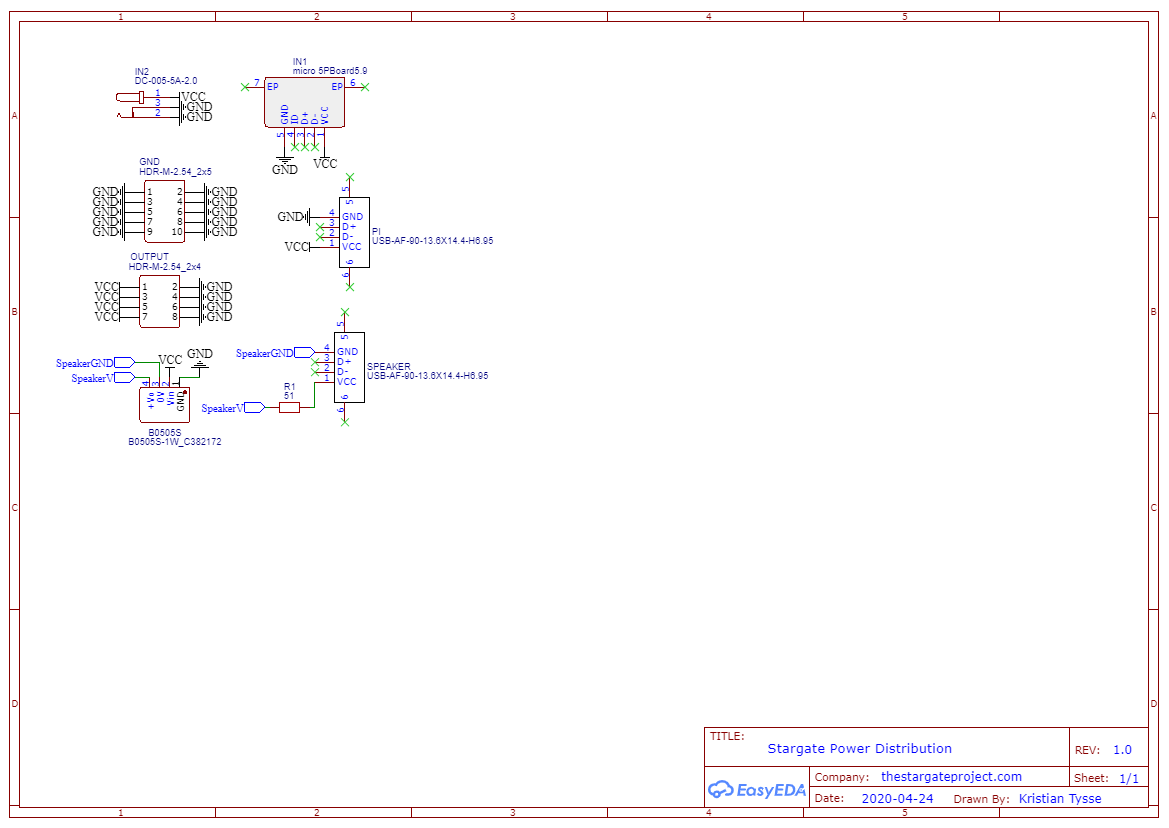 1 2 3 4 5
A A
B B
C C
D D
IN2
DC-005-5A-2.0
1 VCC
3 GND
2 GND
IN1
micro 5PBoard5.9
7 EP EP 6
GND ID D+ D- VCC
5 4 3 2 1
GND VCC
GND
HDR-M-2.54_2x5
GND 1 2 GND
GND 3 4 GND
GND 5 6 GND
GND 7 8 GND
GND 9 10 GND
5
5
GND 4 GND
3 D+
2 D-
VCC 1 VCC
6
6
PI
USB-AF-90-13.6X14.4-H6.95
OUTPUT
HDR-M-2.54_2x4
VCC 1 2 GND
VCC 3 4 GND
VCC 5 6 GND
VCC 7 8 GND
SpeakerGND VCC GND
SpeakerV
4 3 2 1
+Vo 0V Vin GND
B0505S
B0505S-1W_C382172
5
5
SpeakerGND 4 GND
3 D+
2 D-
1 VCC
6
6
SPEAKER
USB-AF-90-13.6X14.4-H6.95
R1
51
SpeakerV
TITLE:
Stargate Power Distribution
REV: 1.0
EasyEDA
Company: thestargateproject.com
Sheet: 1/1
Date: 2020-04-24 Drawn By: Kristian Tysse
1 2 3 4 5